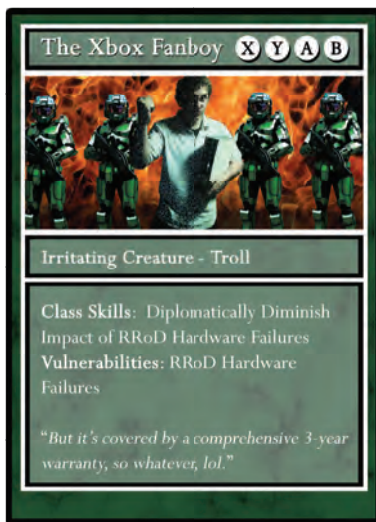 The Xbox Fanboy X Y A B
Irritating Creature - Troll
Class Skills: Diplomatically Diminish
Impact of RRoD Hardware Failures
Vulnerabilities: RRoD Hardware
Failures
"But it's covered by a comprehensive 3-year
warranty, so whatever, lol."